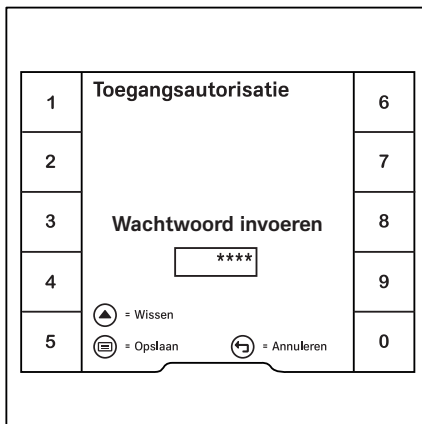 Toegangsautorisatie
1
6
2
7
3
Wachtwoord invoeren
8
****
4
9
= Wissen
5
= Opslaan
= Annuleren
0